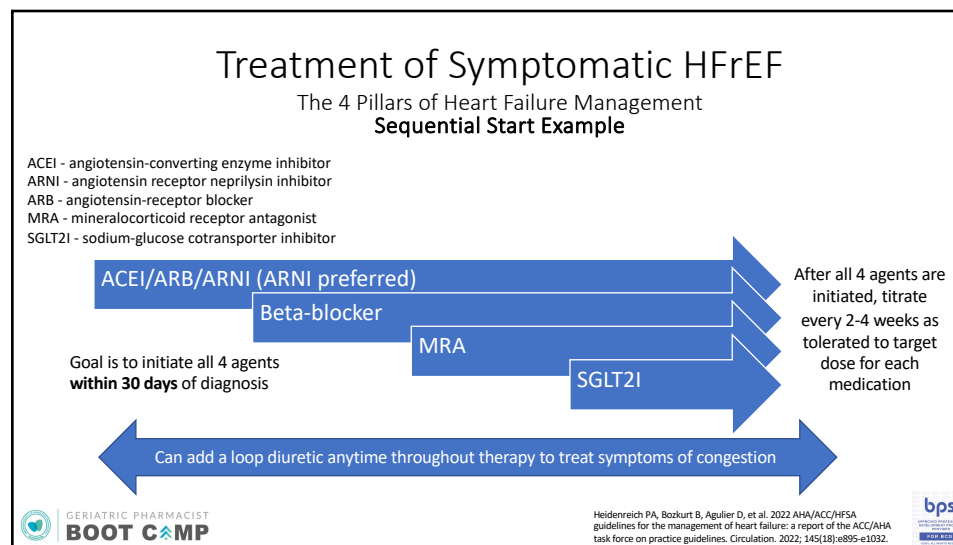 Treatment of Symptomatic HFrEF
The 4 Pillars of Heart Failure Management
Sequential Start Example
ACEI - angiotensin-converting enzyme inhibitor
ARNI - angiotensin receptor neprilysin inhibitor
ARB - angiotensin-receptor blocker
MRA - mineralocorticoid receptor antagonist
SGLT2I - sodium-glucose cotransporter inhibitor
ACEI/ARB/ARNI (ARNI preferred)
Beta-blocker
MRA
SGLT2I
After all 4 agents are
initiated, titrate
every 2-4 weeks as
tolerated to target
dose for each
medication
Goal is to initiate all 4 agents
within 30 days of diagnosis
Can add a loop diuretic anytime throughout therapy to treat symptoms of congestion
GERIATRIC PHARMACIST
BOOT CAMP
Heidenreich PA, Bozkurt B, Agulier D, et al. 2022 AHA/ACC/HFSA
guidelines for the management of heart failure: a report of the ACC/AHA
task force on practice guidelines. Circulation. 2022; 145(18):e895-e1032.
bps
FOR BCG